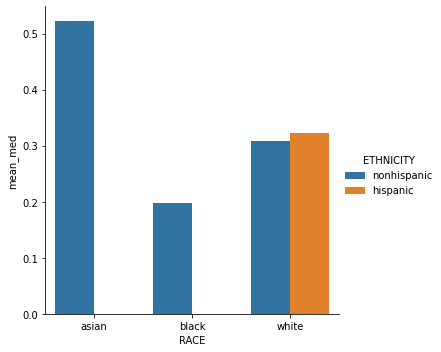 0.5
0.4
0.3
0.2
0.1
0.0
mean_med
asian
black
white
RACE
ETHNICITY
nonhispanic
hispanic